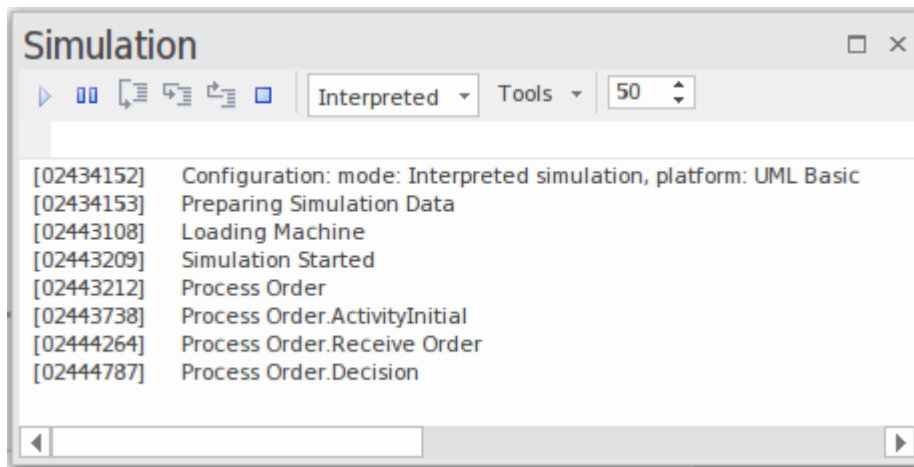 Simulation
Interpreted Tools 50
[02434152] Configuration: mode: Interpreted simulation, platform: UML Basic
[02434153] Preparing Simulation Data
[02443108] Loading Machine
[02443209] Simulation Started
[02443212] Process Order
[02443738] Process Order.ActivityInitial
[02444264] Process Order.Receive Order
[02444787] Process Order.Decision